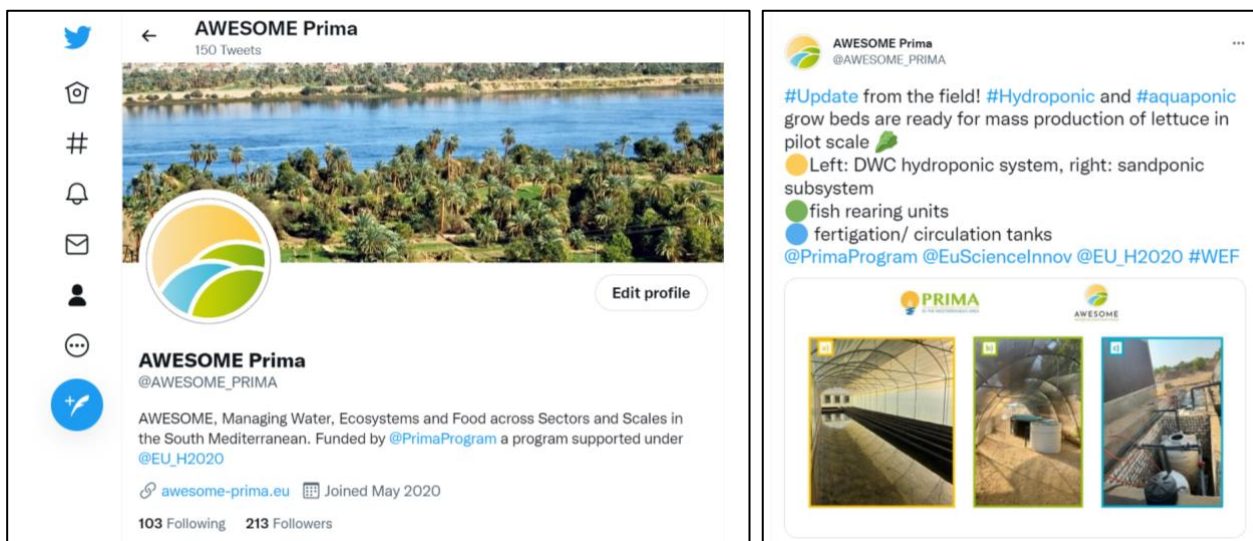 AWESOME Prima
150 Tweets
Edit profile
AWESOME Prima
@AWESOME_PRIMA
AWESOME, Managing Water, Ecosystems and Food across Sectors and Scales in
the South Mediterranean. Funded by @PrimaProgram a program supported under
@EU_H2020
awesome-prima.eu Joined May 2020
103 Following 213 Followers
AWESOME Prima
@AWESOME_PRIMA
#Update from the field! #Hydroponic and #aquaponic
grow beds are ready for mass production of lettuce in
pilot scale
Left: DWC hydroponic system, right: sandponic
subsystem
fish rearing units
fertigation/ circulation tanks
@PrimaProgram @EuScienceInnov @EU_H2020 #WEF
PRIMA
IN THE MEDITERRANEAN AREA
AWESOME
a)
b)
c)